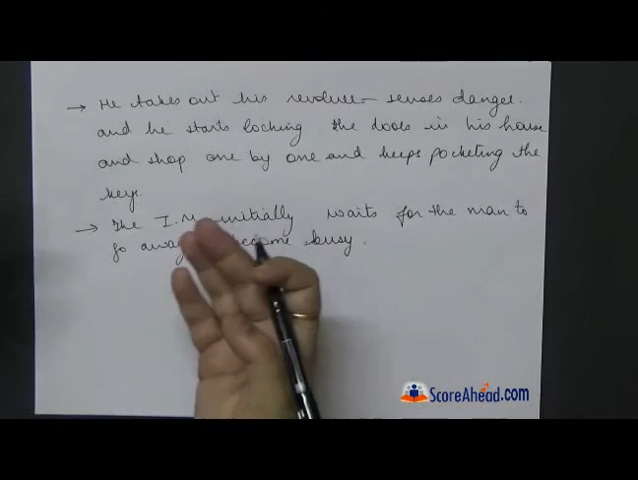 → He takes out his revolver – senses danger.
and he starts locking the doors in his house
and shop one by one and keeps pocketing the
keys.
→ The I.M initially waits for the man to
go away become busy.
ScoreAhead.com